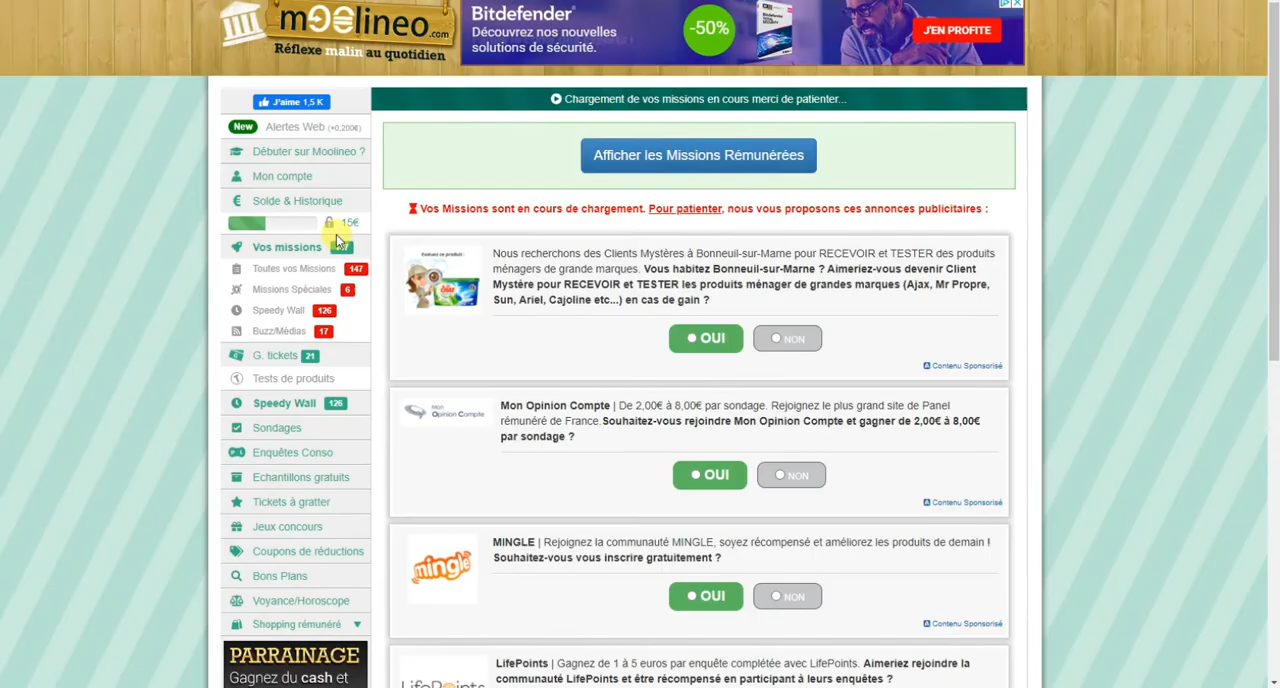 moolineo.com
Réflexe malin au quotidien
Bitdefender®
Découvrez nos nouvelles
solutions de sécurité.
-50%
J'EN PROFITE
J'aime 1,5 K
New Alertes Web (+0,200€)
Débuter sur Moolineo ?
Mon compte
Solde & Historique
15€
Vos missions
Toutes vos Missions 147
Missions Spéciales 6
Speedy Wall 126
Buzz/Médias 17
G. tickets 21
Tests de produits
Speedy Wall 126
Sondages
Enquêtes Conso
Echantillons gratuits
Tickets à gratter
Jeux concours
Coupons de réductions
Bons Plans
Voyance/Horoscope
Shopping rémunéré
PARRAINAGE
Gagnez du cash et
Chargement de vos missions en cours merci de patienter...
Afficher les Missions Rémunérées
Vos Missions sont en cours de chargement. Pour patienter, nous vous proposons ces annonces publicitaires :
Nous recherchons des Clients Mystères à Bonneuil-sur-Marne pour RECEVOIR et TESTER des produits
ménagers de grande marques. Vous habitez Bonneuil-sur-Marne ? Aimeriez-vous devenir Client
Mystère pour RECEVOIR et TESTER les produits ménager de grandes marques (Ajax, Mr Propre,
Sun, Ariel, Cajoline etc...) en cas de gain ?
OUI NON
Contenu Sponsorisé
Mon Opinion Compte
Mon Opinion Compte | De 2,00€ à 8,00€ par sondage. Rejoignez le plus grand site de Panel
rémunéré de France.Souhaitez-vous rejoindre Mon Opinion Compte et gagner de 2,00€ à 8,00€
par sondage ?
OUI NON
Contenu Sponsorisé
mingle
MINGLE | Rejoignez la communauté MINGLE, soyez récompensé et améliorez les produits de demain !
Souhaitez-vous vous inscrire gratuitement ?
OUI NON
Contenu Sponsorisé
LifePoints
LifePoints | Gagnez de 1 à 5 euros par enquête complétée avec LifePoints. Aimeriez rejoindre la
communauté LifePoints et être récompensé en participant à leurs enquêtes ?